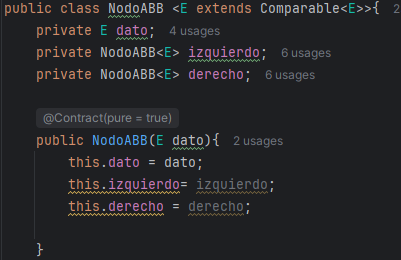 public class NodoABB <E extends Comparable<E>>{ 2
private E dato; 4 usages
private NodoABB<E> izquierdo; 6 usages
private NodoABB<E> derecho; 6 usages
@Contract(pure = true)
public NodoABB(E dato){ 2 usages
this.dato = dato;
this.izquierdo= izquierdo;
this.derecho = derecho;
}